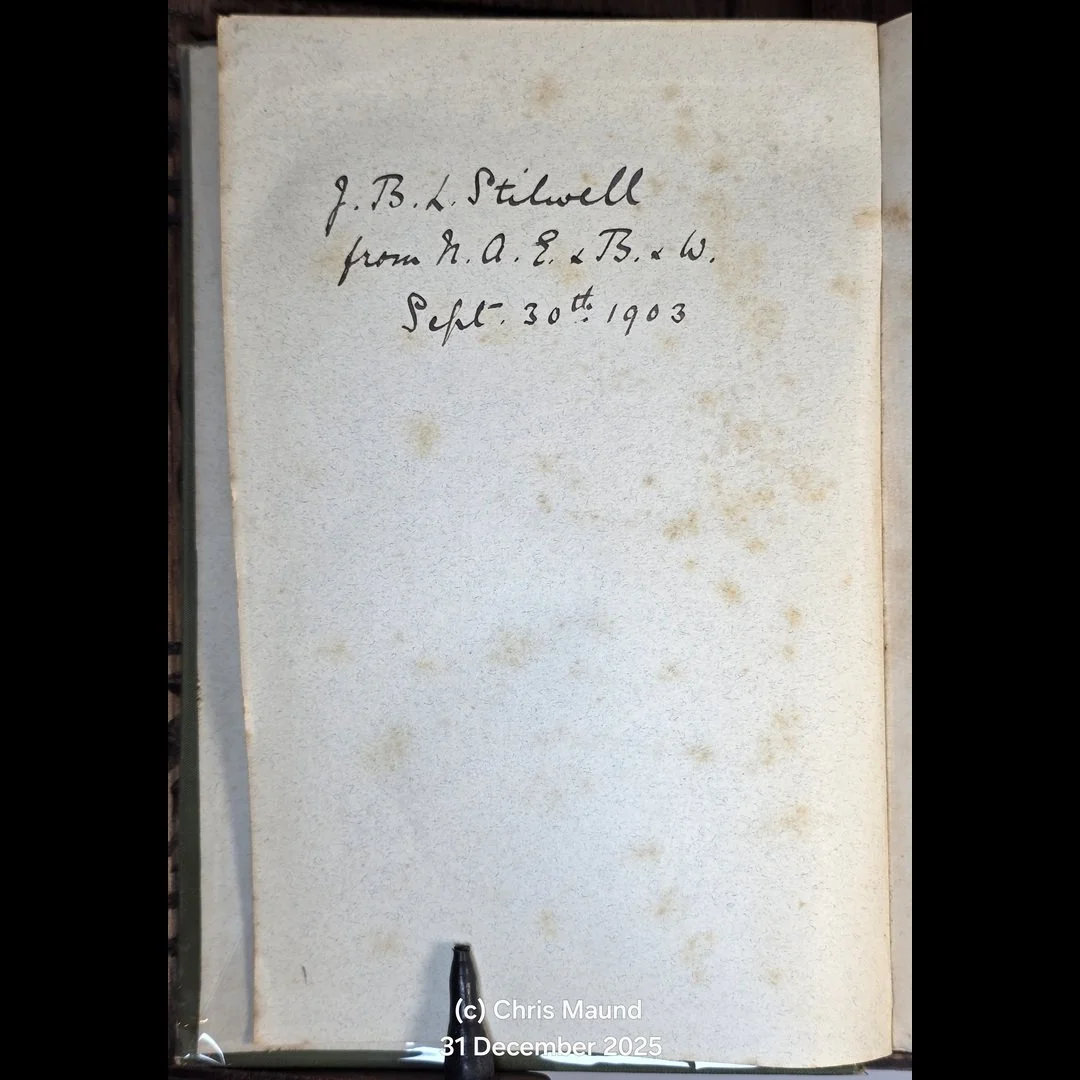 J. B. L. Stilwell
from N. A. E. & B. & W.
Sept. 30th. 1903
(c) Chris Maund
31 December 2025